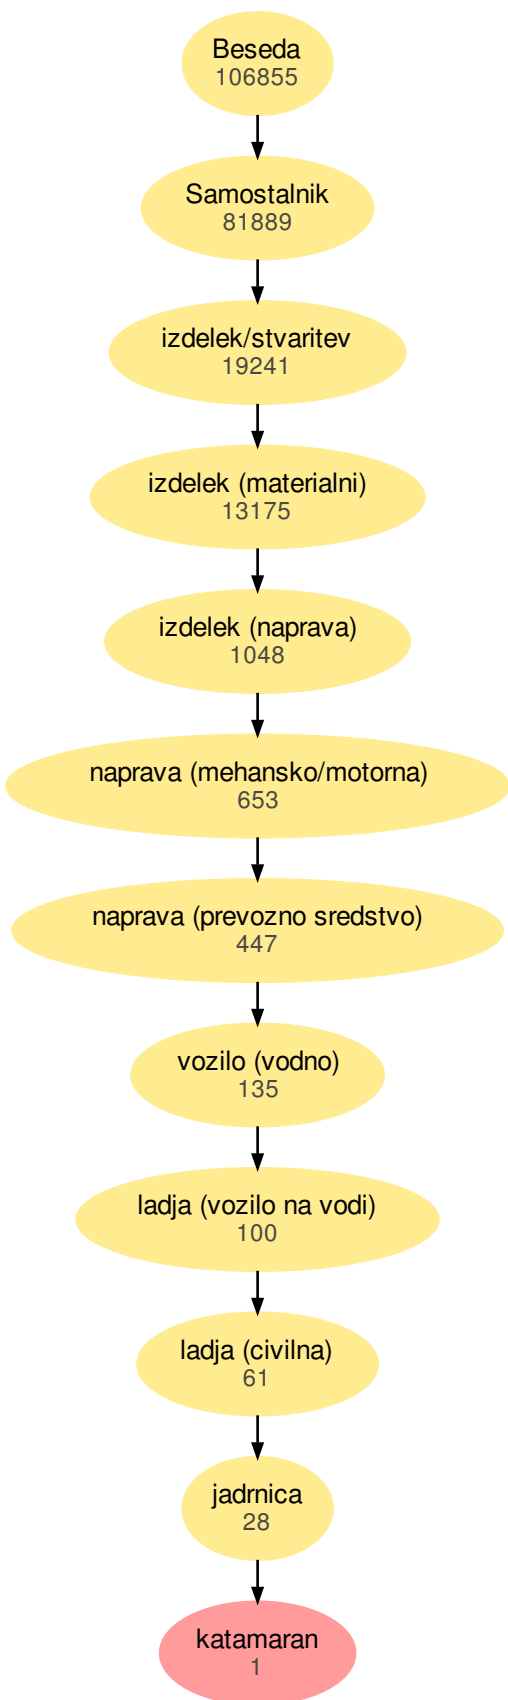 Beseda
106855
Samostalnik
81889
izdelek/stvaritev
19241
izdelek (materialni)
13175
izdelek (naprava)
1048
naprava (mehansko/motorna)
653
naprava (prevozno sredstvo)
447
vozilo (vodno)
135
ladja (vozilo na vodi)
100
ladja (civilna)
61
jadrnica
28
katamaran
1